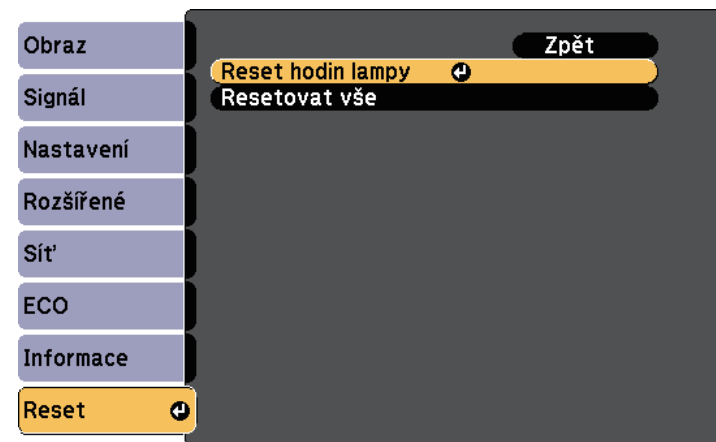 Obraz
Signál
Nastavení
Rozšířené
Síť
ECO
Informace
Reset
Zpět
Reset hodin lampy
Resetovat vše